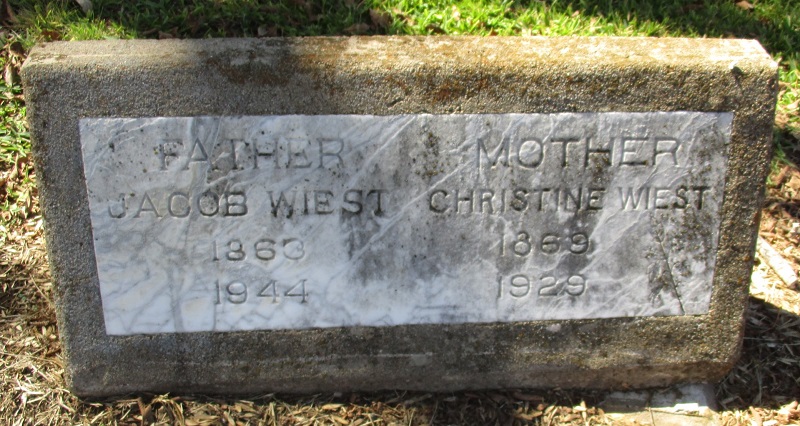 FATHER
JACOB WIEST
1863
1944
MOTHER
CHRISTINE WIEST
1869
1929